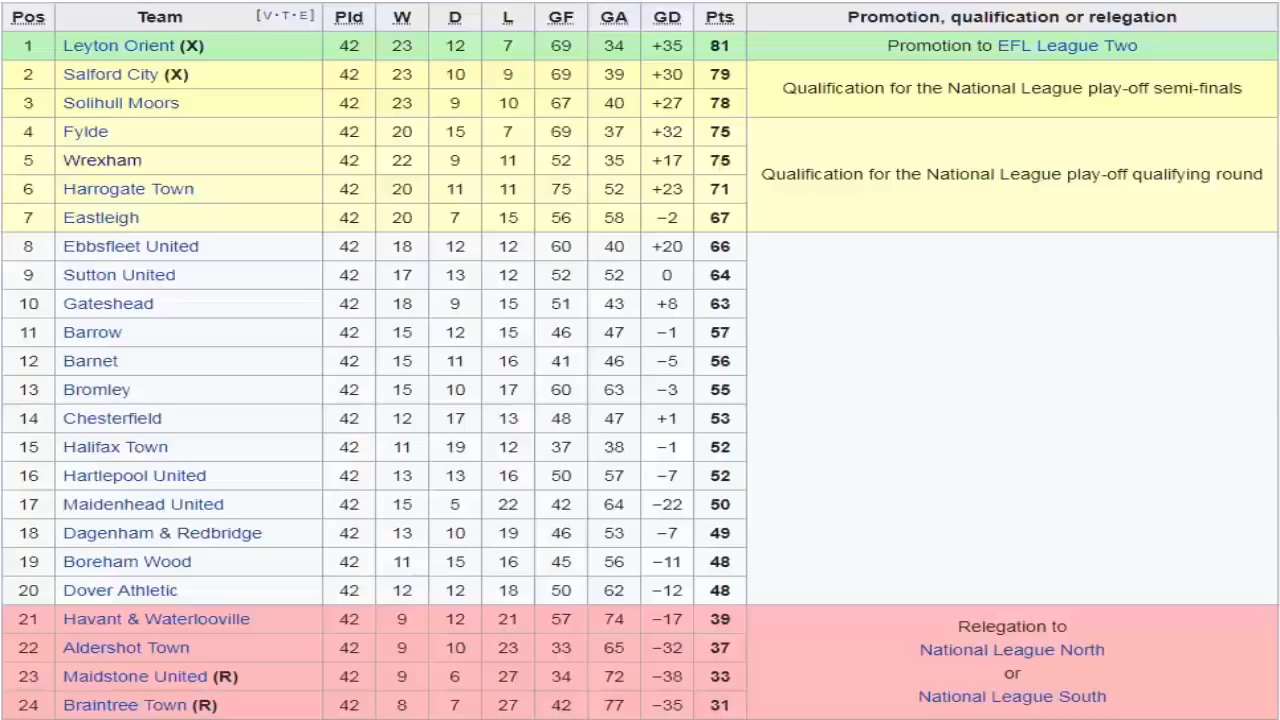 Pos Team [V·T·E] Pld W D L GF GA GD Pts Promotion, qualification or relegation
1 Leyton Orient (X) 42 23 12 7 69 34 +35 81 Promotion to EFL League Two
2 Salford City (X) 42 23 10 9 69 39 +30 79 Qualification for the National League play-off semi-finals
3 Solihull Moors 42 23 9 10 67 40 +27 78
4 Fylde 42 20 15 7 69 37 +32 75 Qualification for the National League play-off qualifying round
5 Wrexham 42 22 9 11 52 35 +17 75
6 Harrogate Town 42 20 11 11 75 52 +23 71
7 Eastleigh 42 20 7 15 56 58 −2 67
8 Ebbsfleet United 42 18 12 12 60 40 +20 66
9 Sutton United 42 17 13 12 52 52 0 64
10 Gateshead 42 18 9 15 51 43 +8 63
11 Barrow 42 15 12 15 46 47 −1 57
12 Barnet 42 15 11 16 41 46 −5 56
13 Bromley 42 15 10 17 60 63 −3 55
14 Chesterfield 42 12 17 13 48 47 +1 53
15 Halifax Town 42 11 19 12 37 38 −1 52
16 Hartlepool United 42 13 13 16 50 57 −7 52
17 Maidenhead United 42 15 5 22 42 64 −22 50
18 Dagenham & Redbridge 42 13 10 19 46 53 −7 49
19 Boreham Wood 42 11 15 16 45 56 −11 48
20 Dover Athletic 42 12 12 18 50 62 −12 48
21 Havant & Waterlooville 42 9 12 21 57 74 −17 39 Relegation to
22 Aldershot Town 42 9 10 23 33 65 −32 37 National League North
23 Maidstone United (R) 42 9 6 27 34 72 −38 33 or
24 Braintree Town (R) 42 8 7 27 42 77 −35 31 National League South